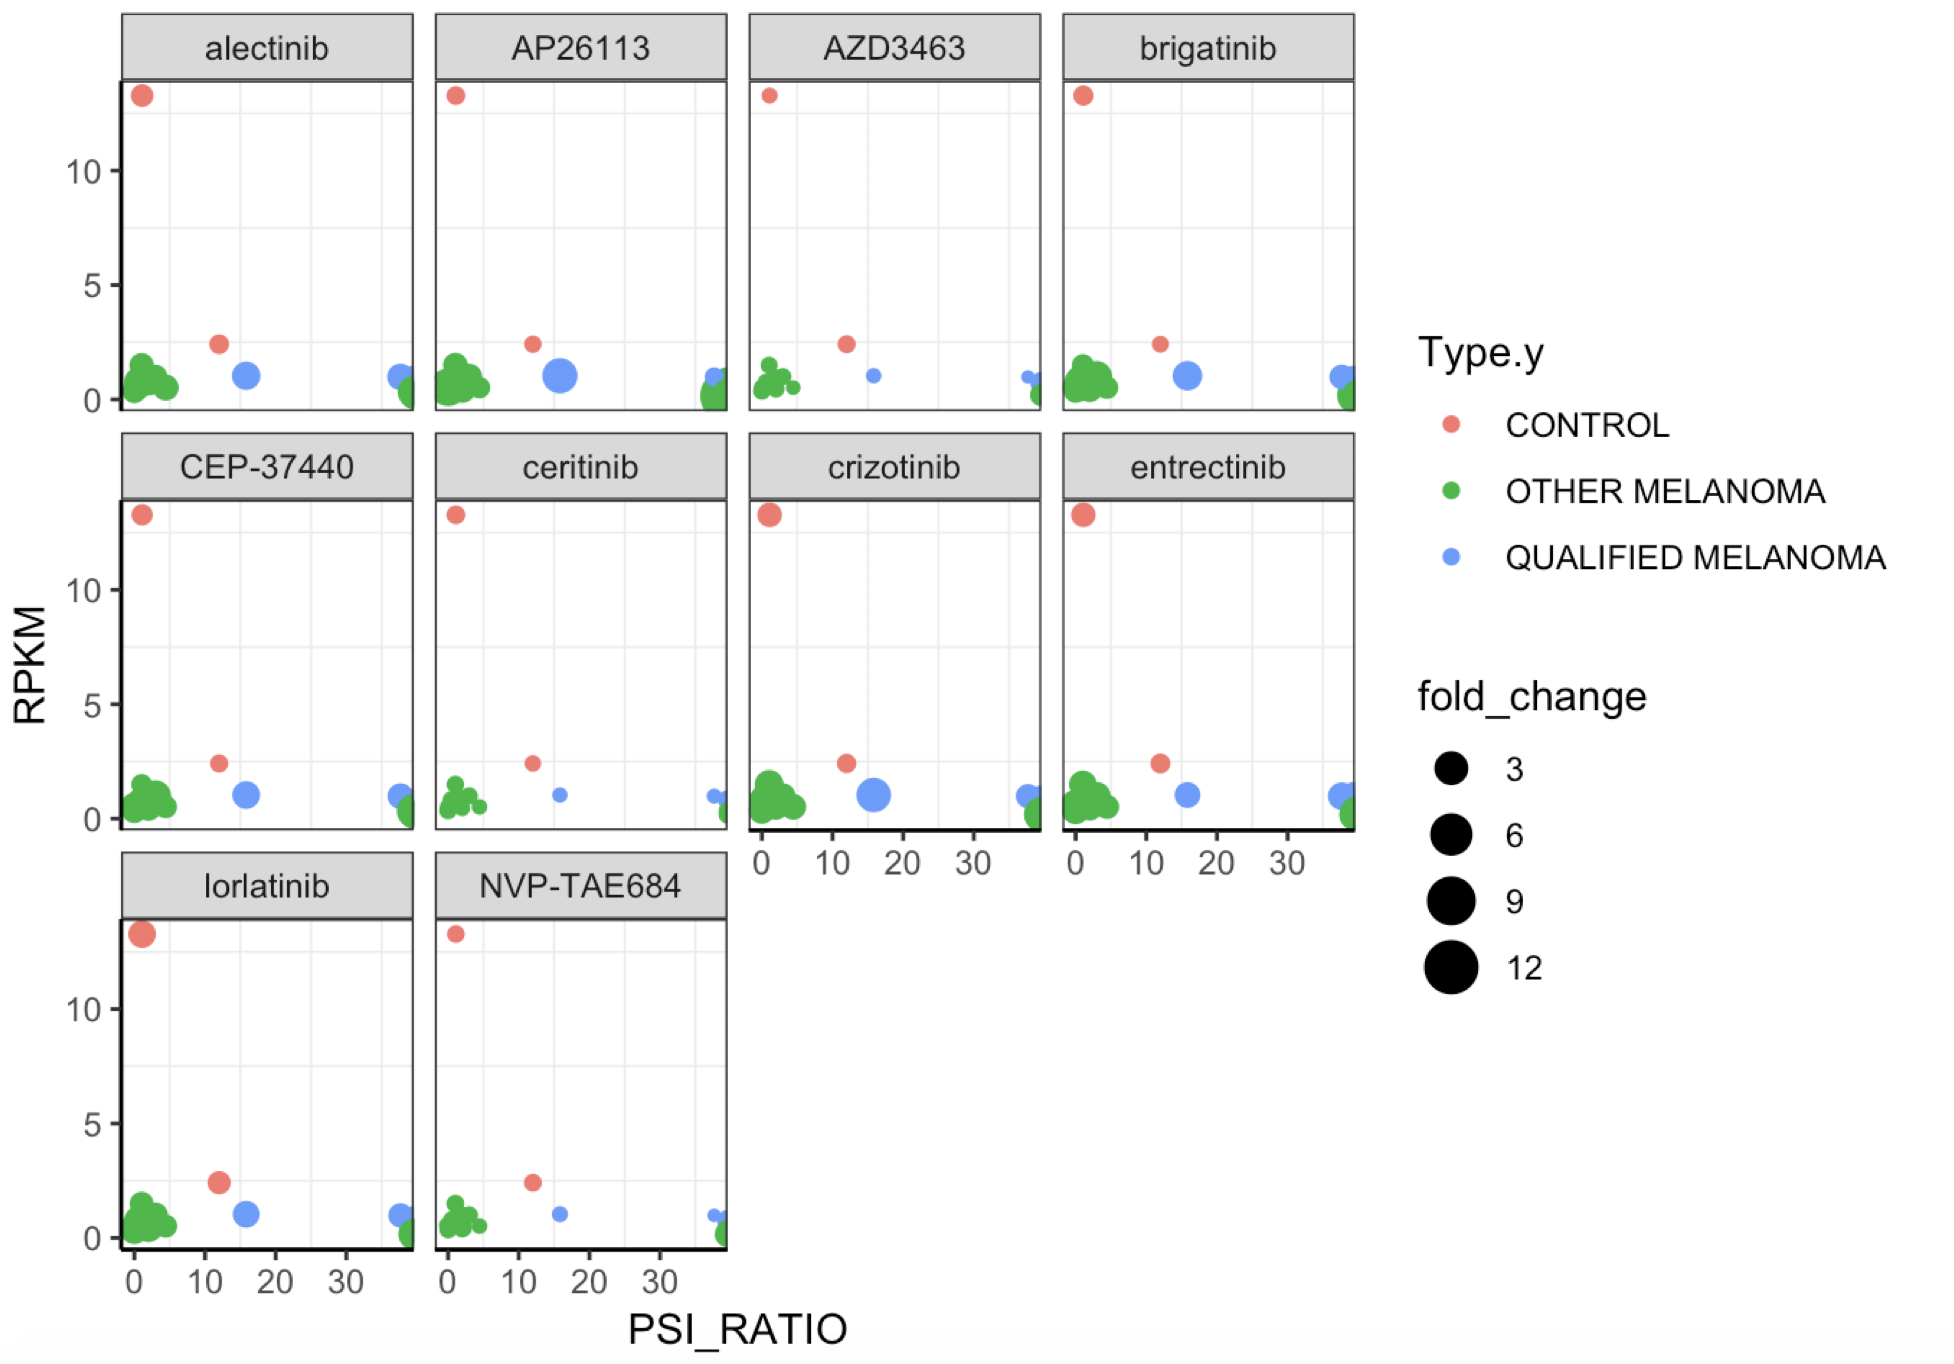 alectinib
AP26113
AZD3463
brigatinib
10
5
0
CEP-37440
ceritinib
crizotinib
entrectinib
10
5
0
0 10 20 30
0 10 20 30
lorlatinib
NVP-TAE684
10
5
0
0 10 20 30
0 10 20 30
RPKM
PSI_RATIO
Type.y
CONTROL
OTHER MELANOMA
QUALIFIED MELANOMA
fold_change
3
6
9
12